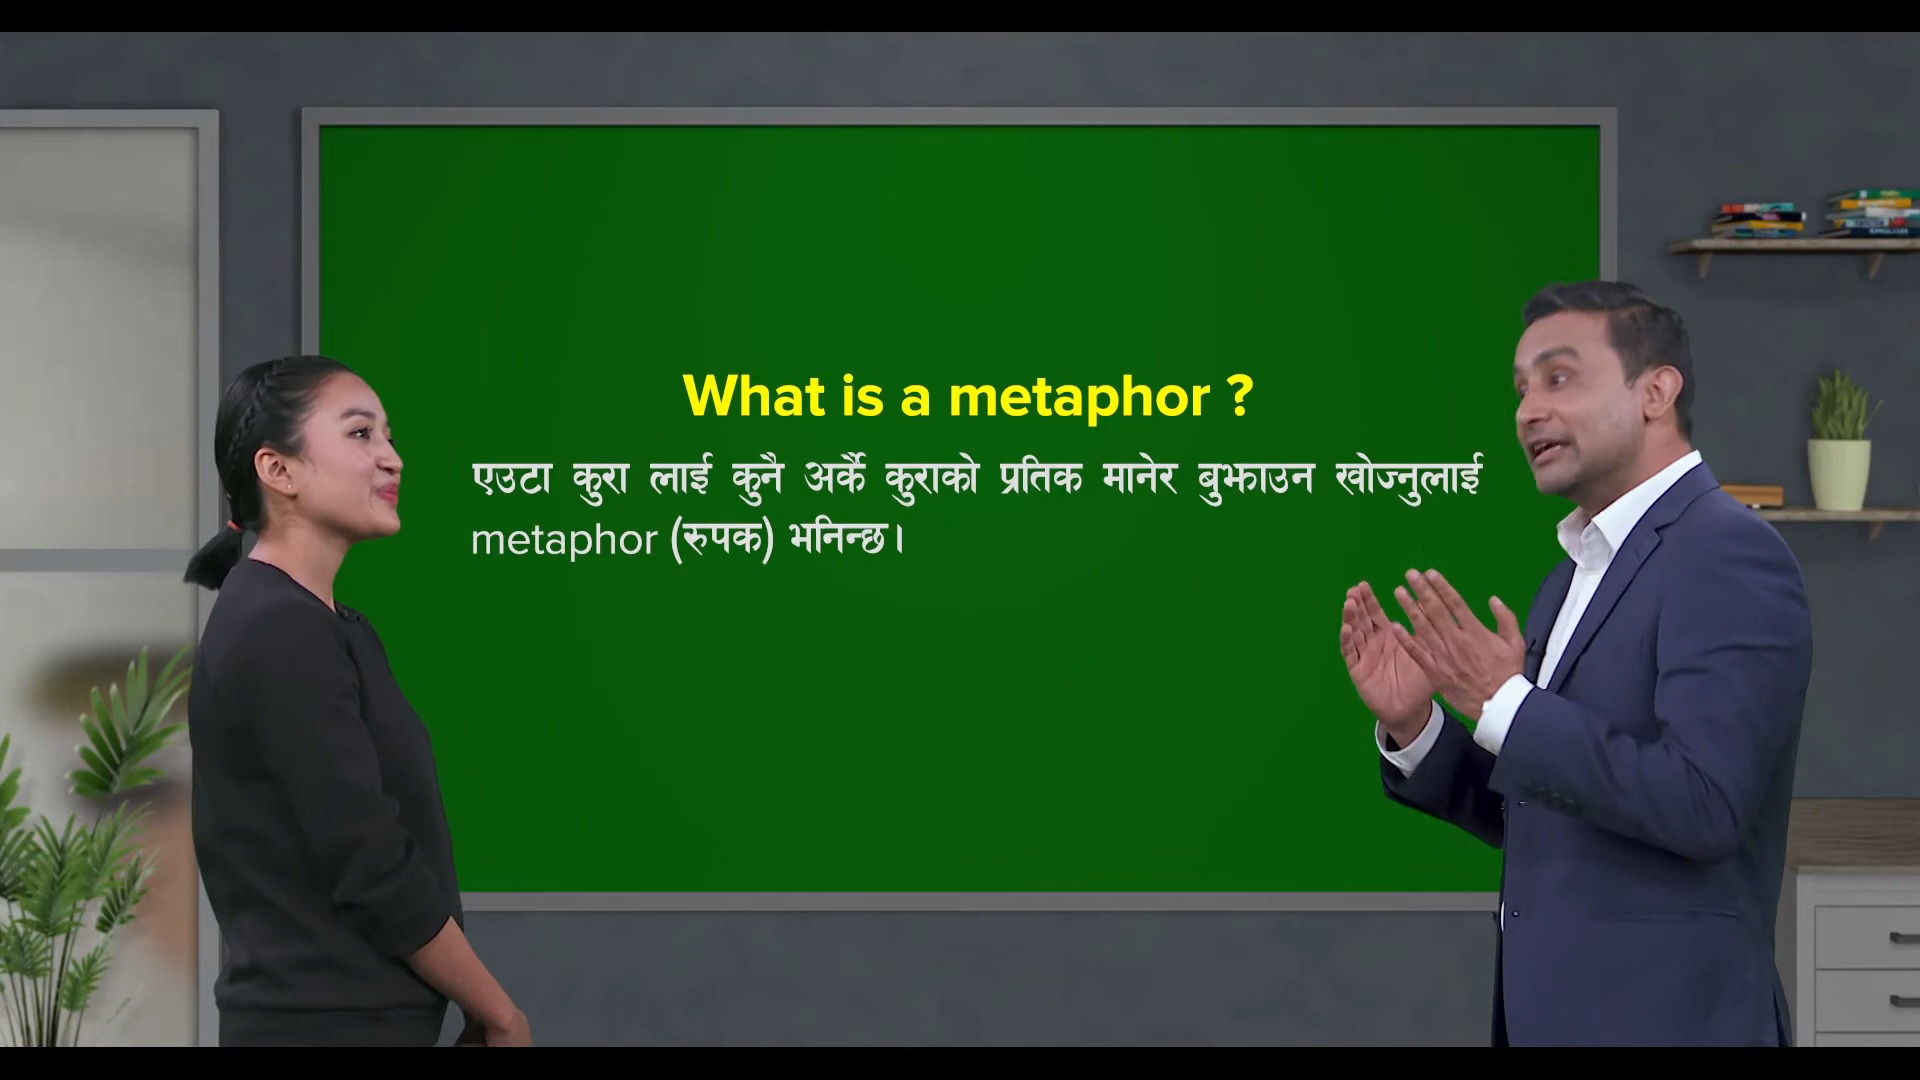 What is a metaphor ?
एउटा कुरा लाई कुनै अर्कै कुराको प्रतिक मानेर बुझाउन खोज्नुलाई
metaphor (रुपक) भनिन्छ।